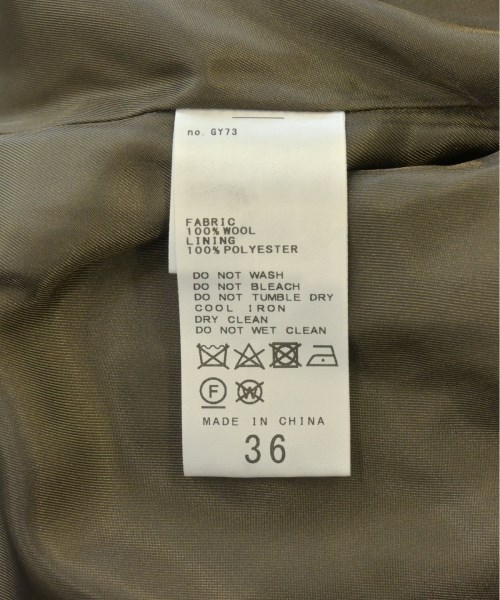 no. GY73
FABRIC
100% WOOL
LINING
100% POLYESTER
DO NOT WASH
DO NOT BLEACH
DO NOT TUMBLE DRY
COOL IRON
DRY CLEAN
DO NOT WET CLEAN
F W
MADE IN CHINA
36